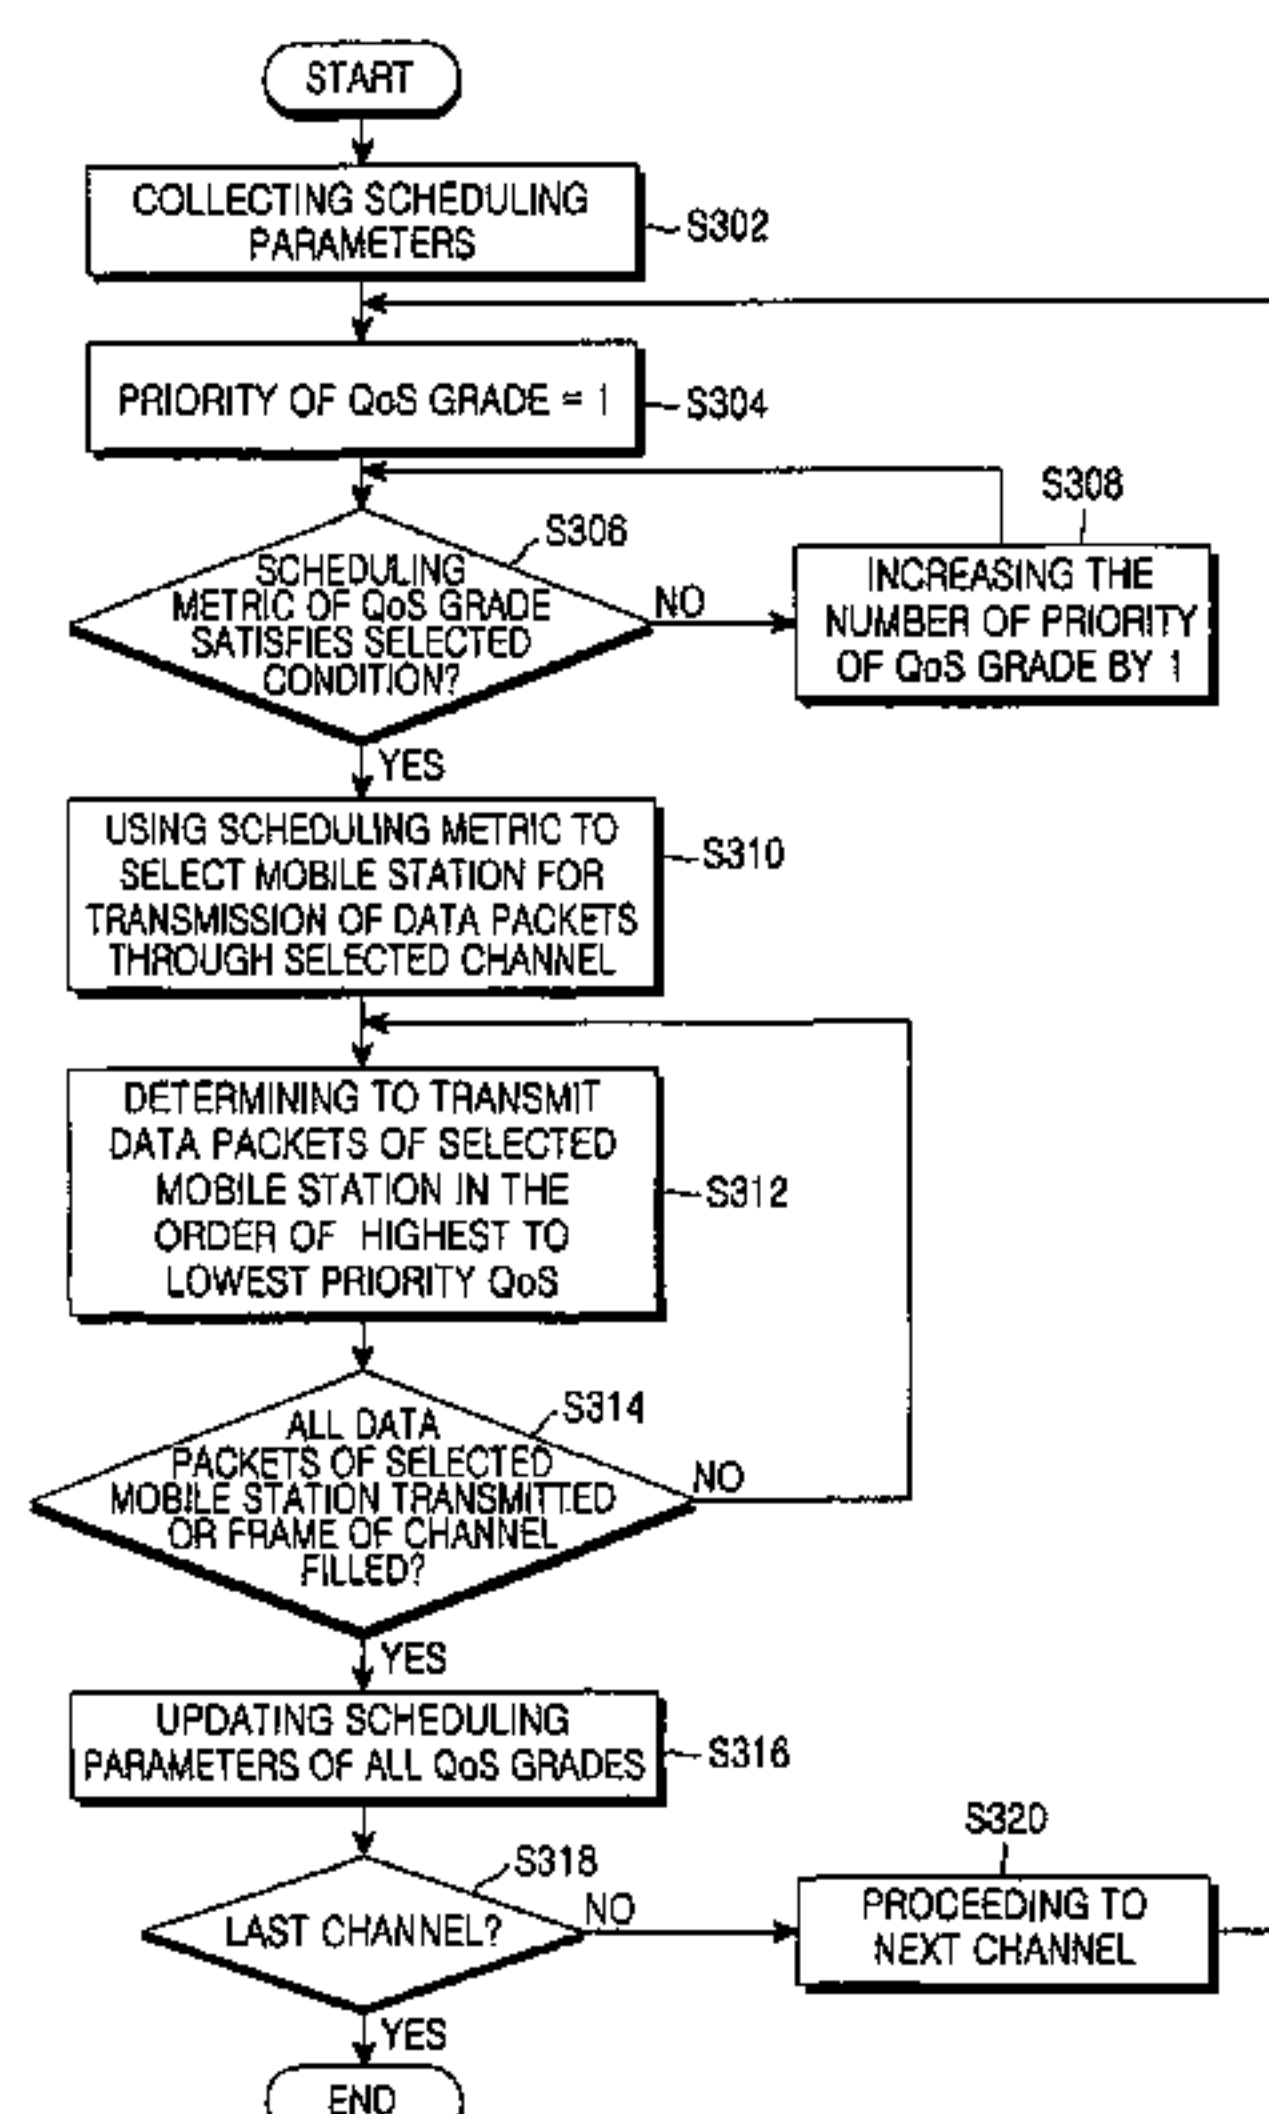 START
COLLECTING SCHEDULING
PARAMETERS
S302
PRIORITY OF QoS GRADE = 1
S304
S306
SCHEDULING
METRIC OF QoS GRADE
SATISFIES SELECTED
CONDITION?
NO
S308
INCREASING THE
NUMBER OF PRIORITY
OF QoS GRADE BY 1
YES
USING SCHEDULING METRIC TO
SELECT MOBILE STATION FOR
TRANSMISSION OF DATA PACKETS
THROUGH SELECTED CHANNEL
S310
DETERMINING TO TRANSMIT
DATA PACKETS OF SELECTED
MOBILE STATION IN THE
ORDER OF HIGHEST TO
LOWEST PRIORITY QoS
S312
S314
ALL DATA
PACKETS OF SELECTED
MOBILE STATION TRANSMITTED
OR FRAME OF CHANNEL
FILLED?
NO
YES
UPDATING SCHEDULING
PARAMETERS OF ALL QoS GRADES
S316
S318
LAST CHANNEL?
NO
S320
PROCEEDING TO
NEXT CHANNEL
YES
END